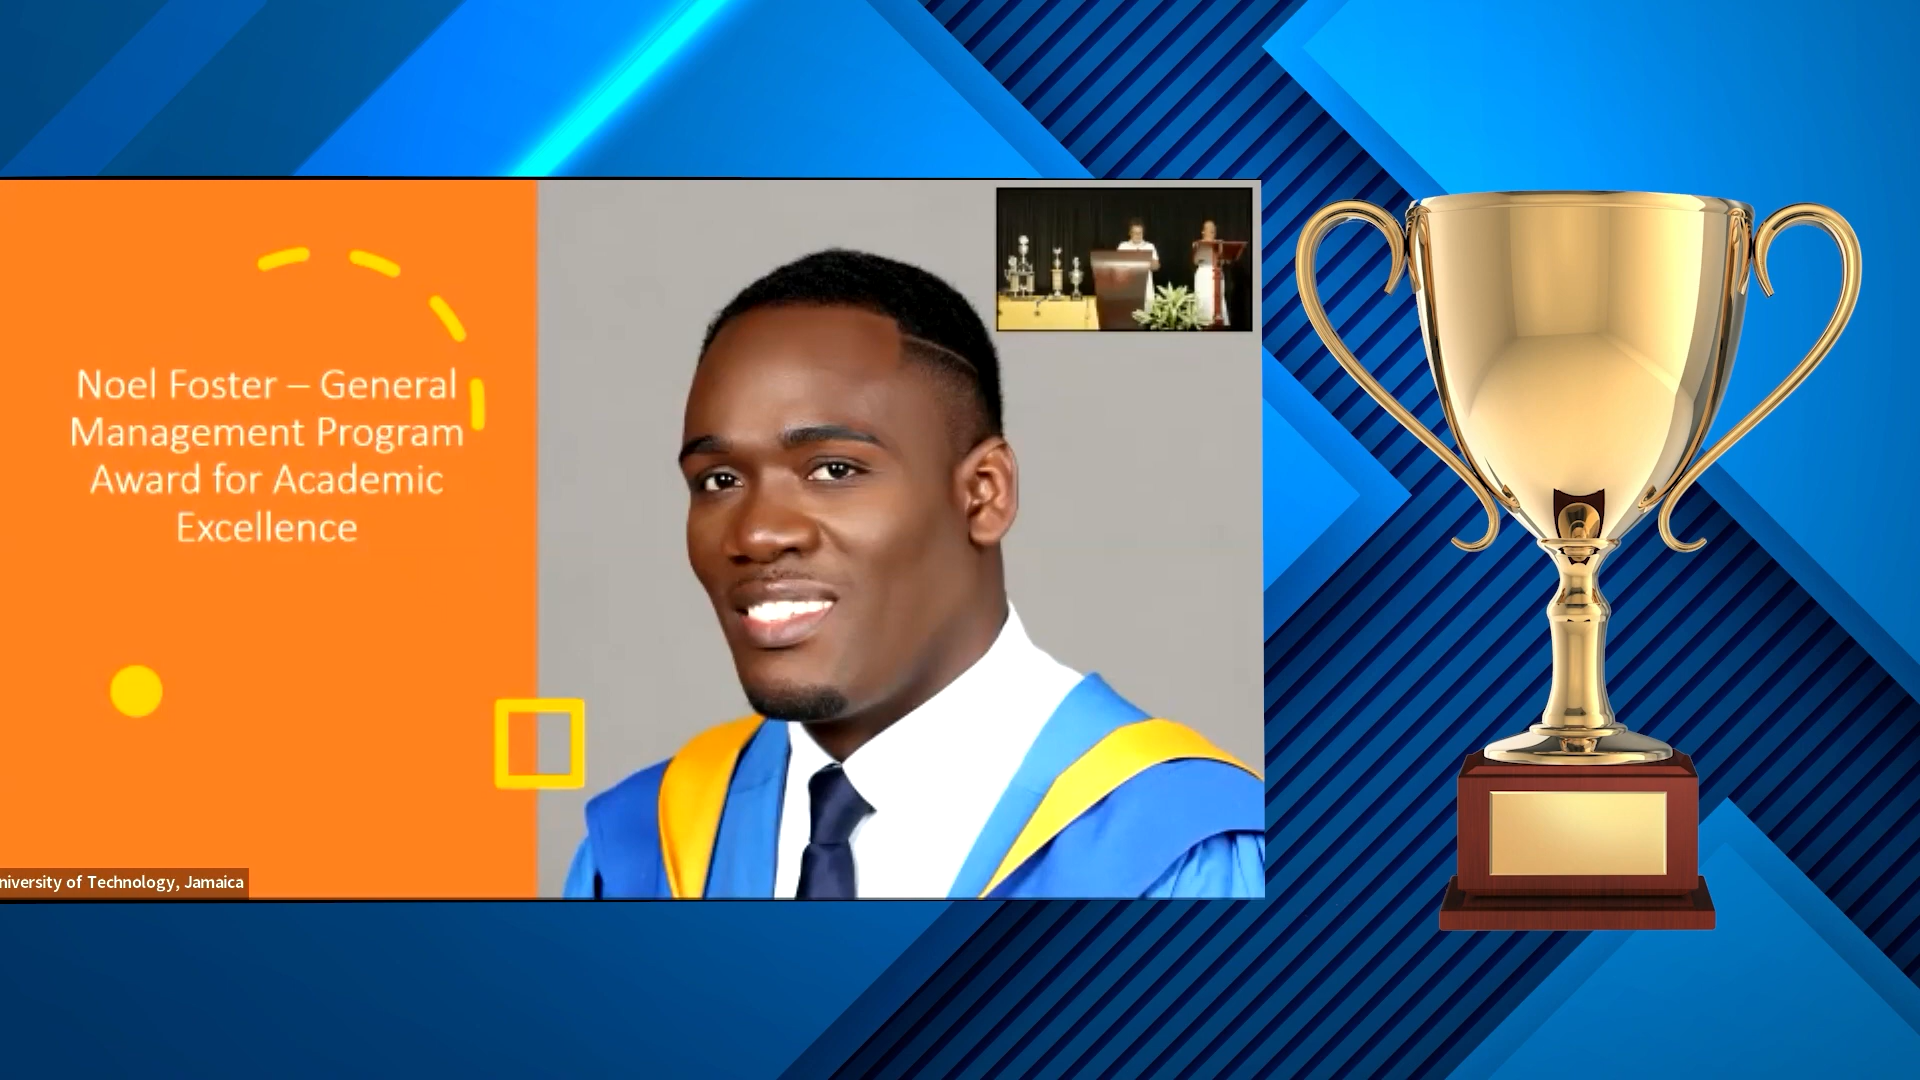 Noel Foster – General
Management Program
Award for Academic
Excellence
niversity of Technology, Jamaica